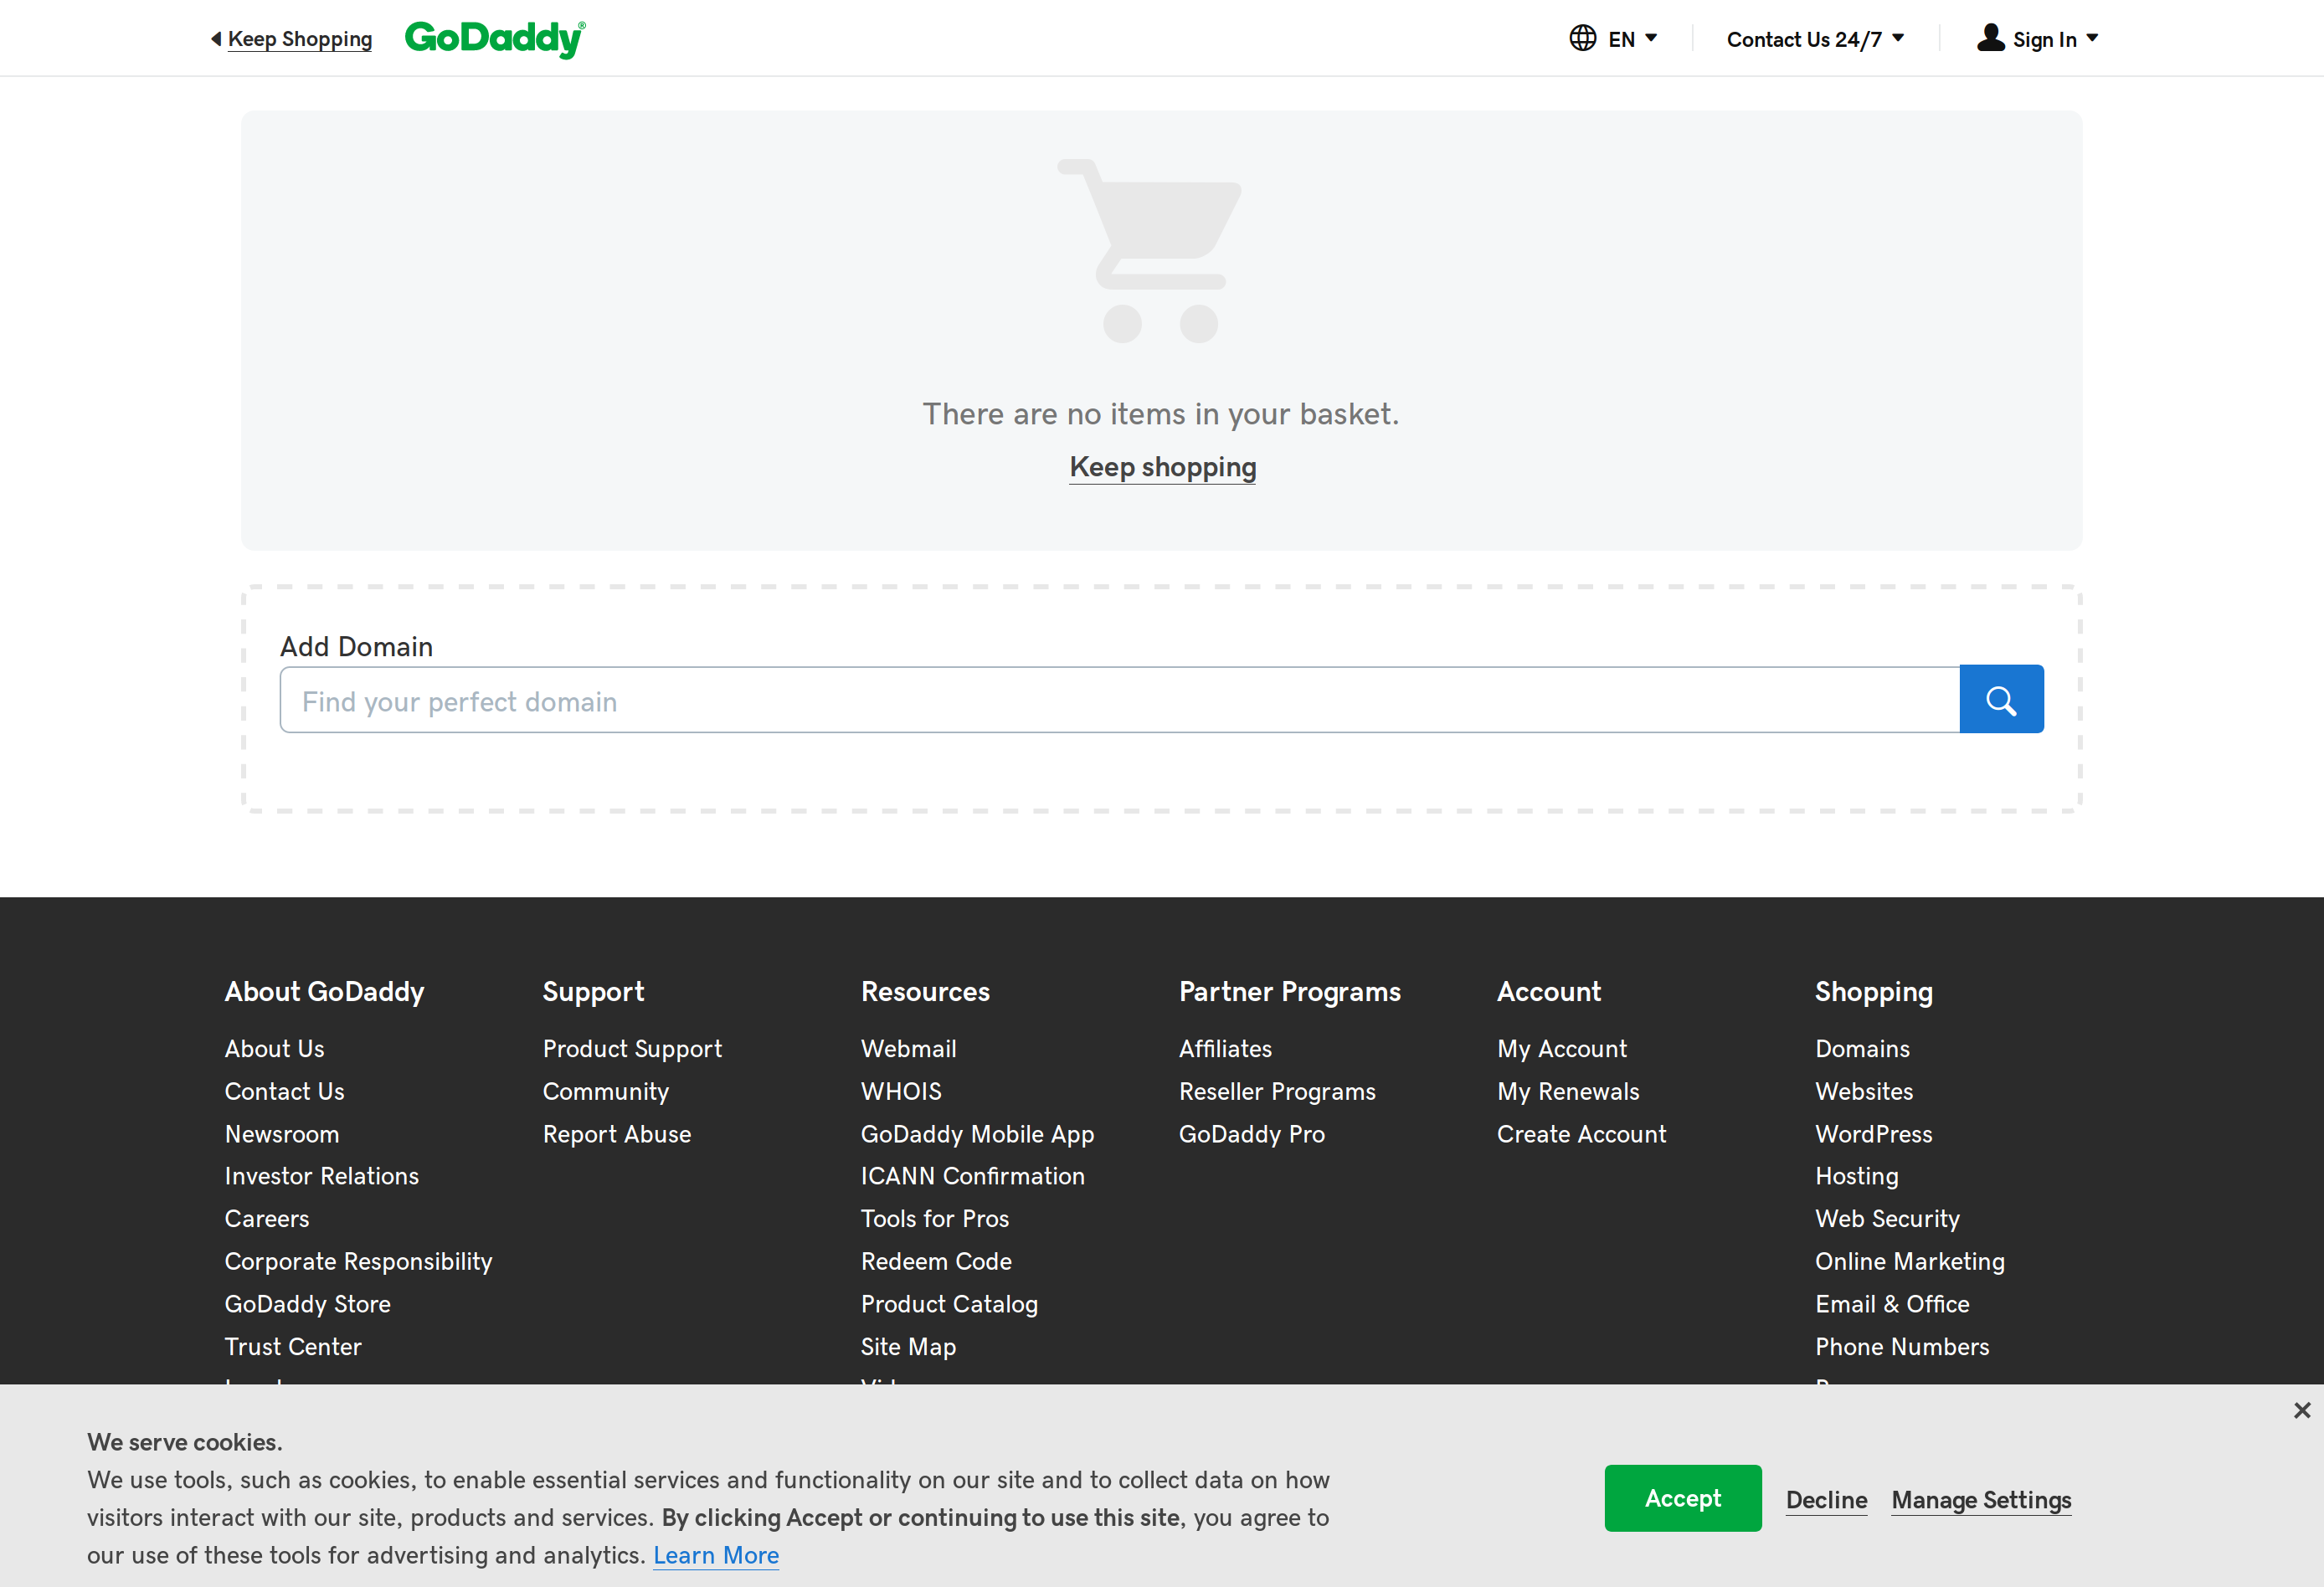 Keep Shopping
GoDaddy®
EN
Contact Us 24/7
Sign In
There are no items in your basket.
Keep shopping
Add Domain
Find your perfect domain
About GoDaddy
About Us
Contact Us
Newsroom
Investor Relations
Careers
Corporate Responsibility
GoDaddy Store
Trust Center
Support
Product Support
Community
Report Abuse
Resources
Webmail
WHOIS
GoDaddy Mobile App
ICANN Confirmation
Tools for Pros
Redeem Code
Product Catalog
Site Map
Partner Programs
Affiliates
Reseller Programs
GoDaddy Pro
Account
My Account
My Renewals
Create Account
Shopping
Domains
Websites
WordPress
Hosting
Web Security
Online Marketing
Email & Office
Phone Numbers
We serve cookies.
We use tools, such as cookies, to enable essential services and functionality on our site and to collect data on how
visitors interact with our site, products and services. By clicking Accept or continuing to use this site, you agree to
our use of these tools for advertising and analytics. Learn More
Accept
Decline
Manage Settings